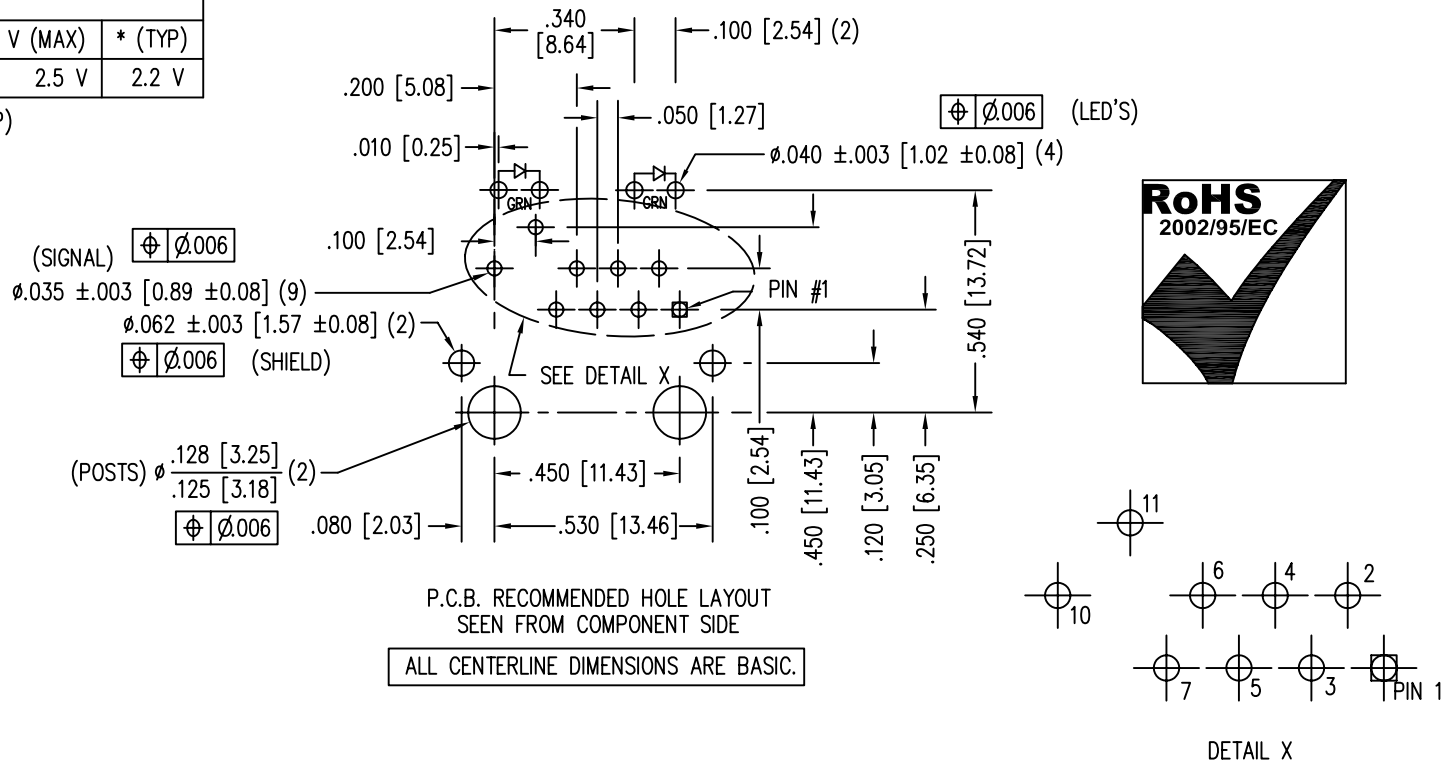 V (MAX) * (TYP)
2.5 V 2.2 V
P)
.340
[8.64]
.100 [2.54] (2)
.200 [5.08]
.050 [1.27]
⌖ Ø.006 (LED'S)
.010 [0.25]
Ø.040 ±.003 [1.02 ±0.08] (4)
GRN
GRN
.100 [2.54]
(SIGNAL) ⌖ Ø.006
Ø.035 ±.003 [0.89 ±0.08] (9)
PIN #1
Ø.062 ±.003 [1.57 ±0.08] (2)
⌖ Ø.006 (SHIELD)
SEE DETAIL X
.540 [13.72]
(POSTS) Ø .128 [3.25] (2)
.125 [3.18]
⌖ Ø.006
.450 [11.43]
.080 [2.03]
.530 [13.46]
.100 [2.54]
.450 [11.43]
.120 [3.05]
.250 [6.35]
P.C.B. RECOMMENDED HOLE LAYOUT
SEEN FROM COMPONENT SIDE
ALL CENTERLINE DIMENSIONS ARE BASIC.
RoHS
2002/95/EC
11
6 4 2
10
7 5 3 PIN 1
DETAIL X